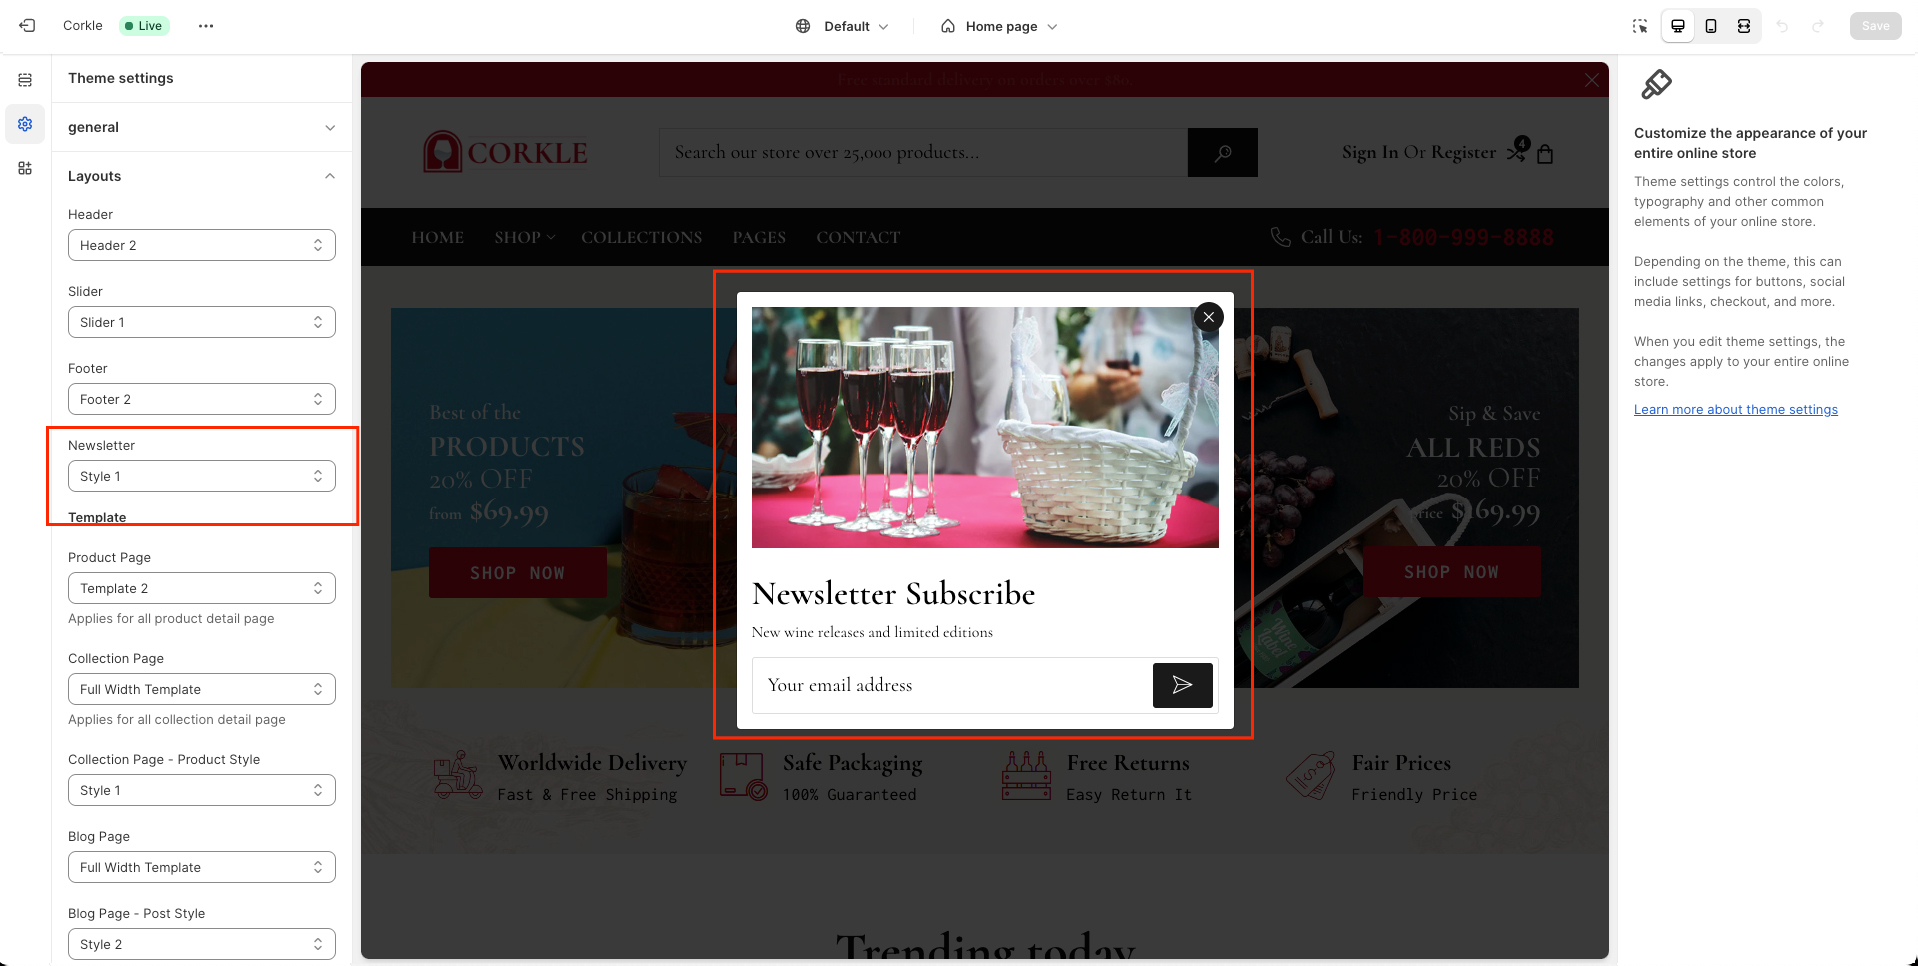 Corkle
Live
Default
Home page
Save
Theme settings
general
Layouts
Header
Header 2
Slider
Slider 1
Footer
Footer 2
Newsletter
Style 1
Template
Product Page
Template 2
Applies for all product detail page
Collection Page
Full Width Template
Applies for all collection detail page
Collection Page - Product Style
Style 1
Blog Page
Full Width Template
Blog Page - Post Style
Style 2
Free standard delivery on orders over $80.
CORKLE
Search our store over 25,000 products...
Sign In Or Register
4
HOME
SHOP
COLLECTIONS
PAGES
CONTACT
Call Us: 1-800-999-8888
Best of the
PRODUCTS
20% OFF
from $69.99
SHOP NOW
Newsletter Subscribe
New wine releases and limited editions
Your email address
Sip & Save
ALL REDS
20% OFF
$169.99
SHOP NOW
Wine
Label
Worldwide Delivery
Fast & Free Shipping
Safe Packaging
100% Guaranteed
Free Returns
Easy Return It
Fair Prices
Friendly Price
Trending today
Customize the appearance of your
entire online store
Theme settings control the colors,
typography and other common
elements of your online store.
Depending on the theme, this can
include settings for buttons, social
media links, checkout, and more.
When you edit theme settings, the
changes apply to your entire online
store.
Learn more about theme settings